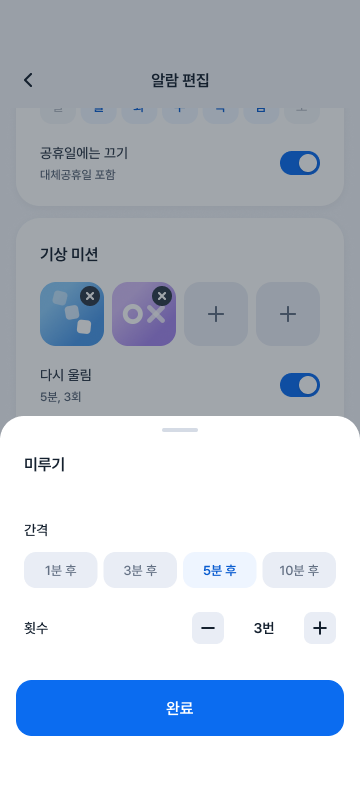 알람 편집
공휴일에는 끄기
대체공휴일 포함
기상 미션
OX
다시 울림
5분, 3회
미루기
간격
1분 후
3분 후
5분 후
10분 후
횟수
3번
완료